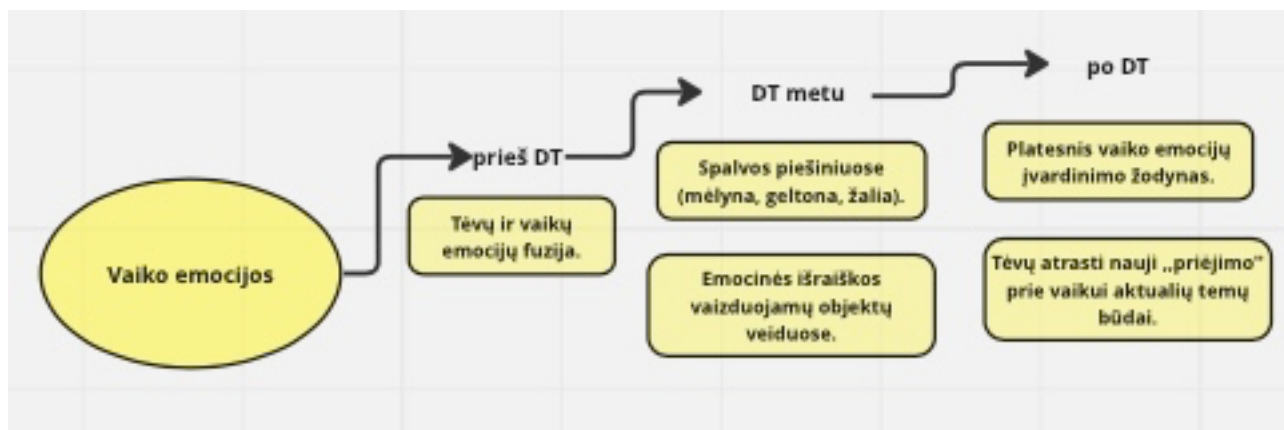 Vaiko emocijos
prieš DT
Tėvų ir vaikų
emocijų fuzija.
DT metu
Spalvos piešiniuose
(mėlyna, geltona, žalia).
Emocinės išraiškos
vaizduojamų objektų
veiduose.
po DT
Platesnis vaiko emocijų
įvardinimo žodynas.
Tėvų atrasti nauji „priėjimo”
prie vaikui aktualių temų
būdai.